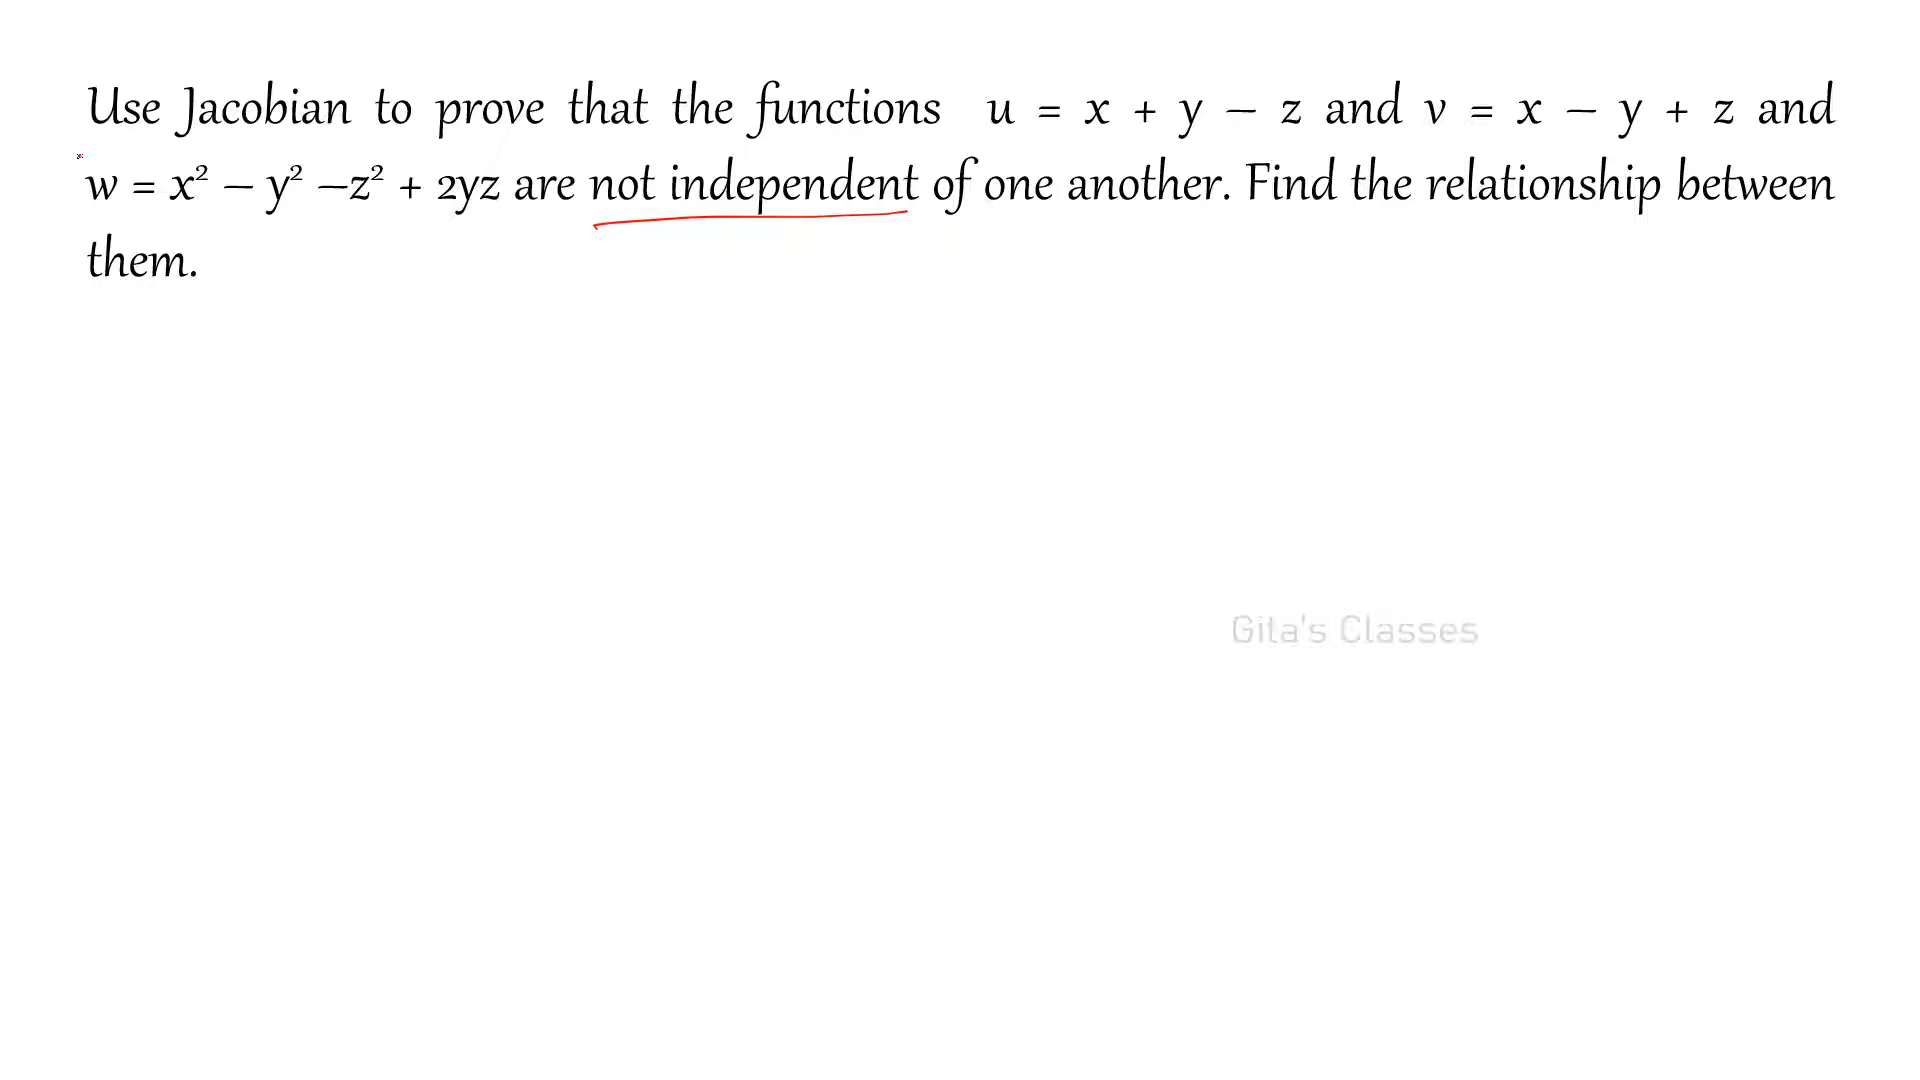 Use Jacobian to prove that the functions u = x + y – z and v = x – y + z and
w = x² – y² –z² + 2yz are not independent of one another. Find the relationship between
them.
Gita's Classes